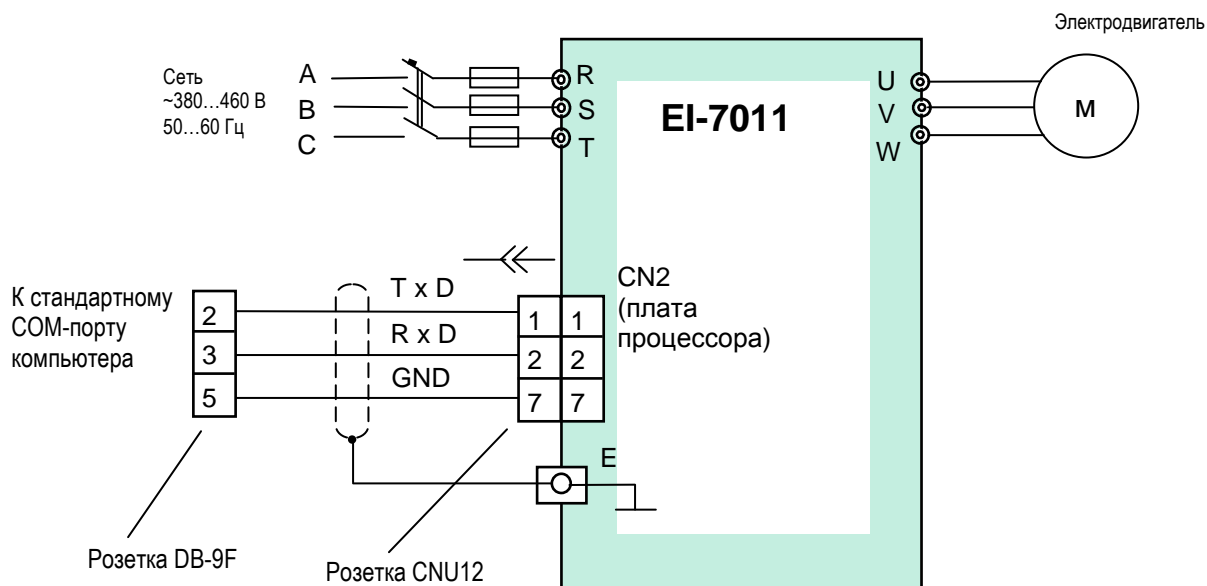 Электродвигатель
Сеть
~380...460 В
50...60 Гц
A
B
C
R
S
T
EI-7011
U
V
W
M
К стандартному
COM-порту
компьютера
2
3
5
T x D
R x D
GND
1 1
2 2
7 7
CN2
(плата
процессора)
E
Розетка DB-9F
Розетка CNU12